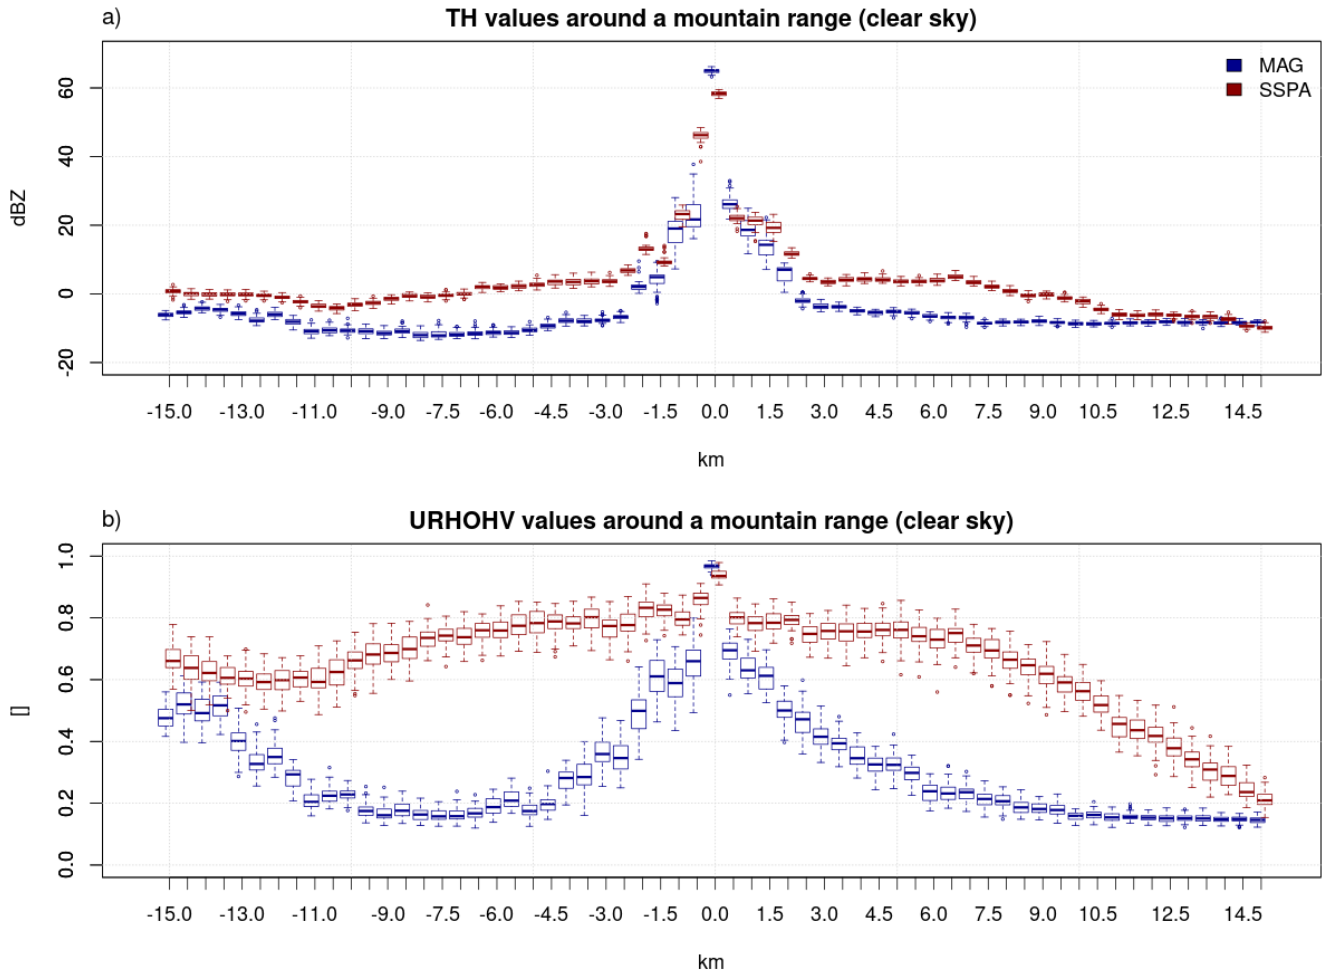 a)
TH values around a mountain range (clear sky)
MAG
SSPA
dBZ
60
40
20
0
-20
-15.0 -13.0 -11.0 -9.0 -7.5 -6.0 -4.5 -3.0 -1.5 0.0 1.5 3.0 4.5 6.0 7.5 9.0 10.5 12.5 14.5
km
b)
URHOHV values around a mountain range (clear sky)
[]
1.0
0.8
0.6
0.4
0.2
0.0
-15.0 -13.0 -11.0 -9.0 -7.5 -6.0 -4.5 -3.0 -1.5 0.0 1.5 3.0 4.5 6.0 7.5 9.0 10.5 12.5 14.5
km